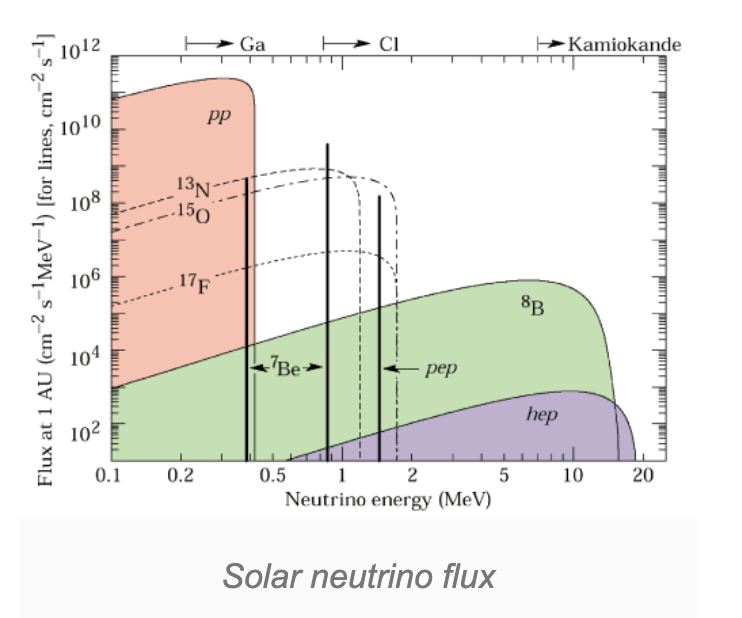 Ga Cl Kamiokande
Flux at 1 AU (cm⁻² s⁻¹MeV⁻¹) [for lines, cm⁻² s⁻¹]
10¹²
10¹⁰
10⁸
10⁶
10⁴
10²
pp
¹³N
¹⁵O
¹⁷F
⁸B
⁷Be
pep
hep
0.1 0.2 0.5 1 2 5 10 20
Neutrino energy (MeV)
Solar neutrino flux